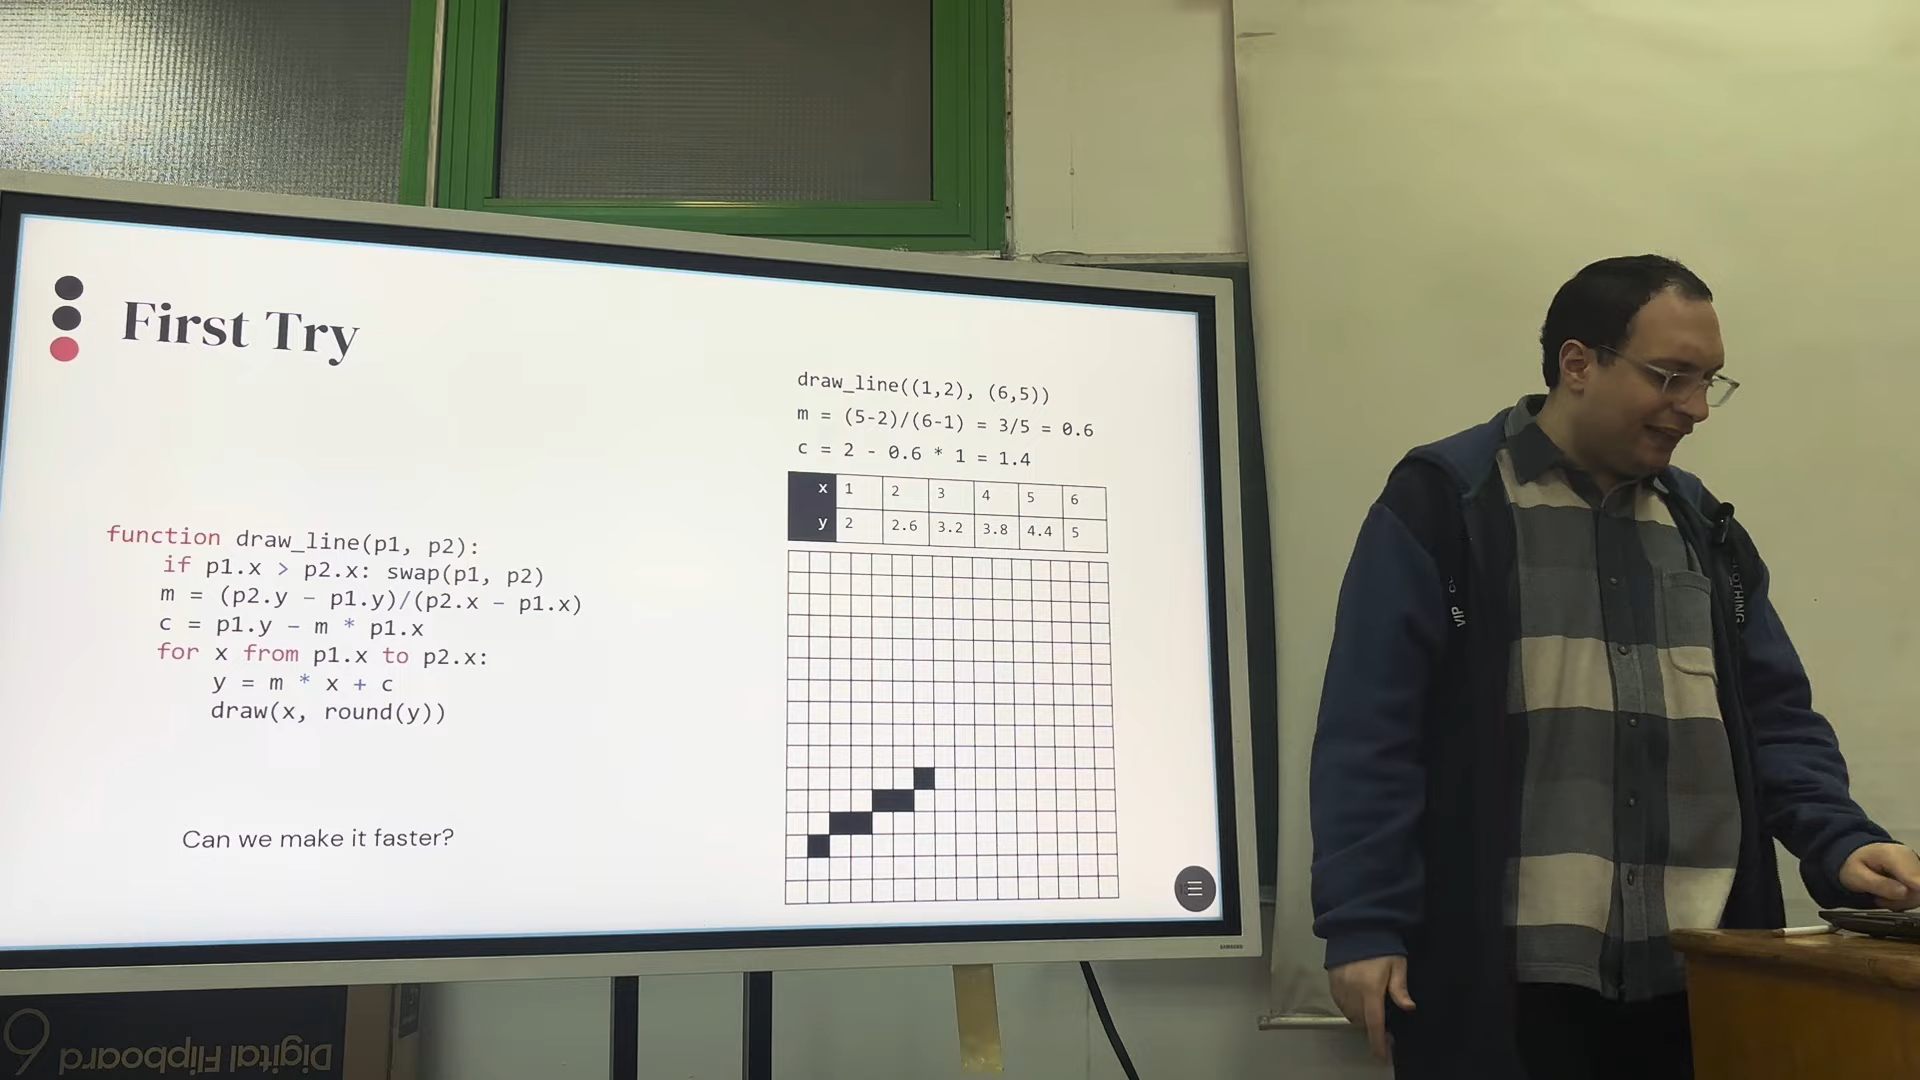 First Try
function draw_line(p1, p2):
if p1.x > p2.x: swap(p1, p2)
m = (p2.y - p1.y)/(p2.x - p1.x)
c = p1.y - m * p1.x
for x from p1.x to p2.x:
y = m * x + c
draw(x, round(y))
Can we make it faster?
draw_line((1,2), (6,5))
m = (5-2)/(6-1) = 3/5 = 0.6
c = 2 - 0.6 * 1 = 1.4
x 1 2 3 4 5 6
y 2 2.6 3.2 3.8 4.4 5
SAMSUNG
Digital Flipboard
VIP